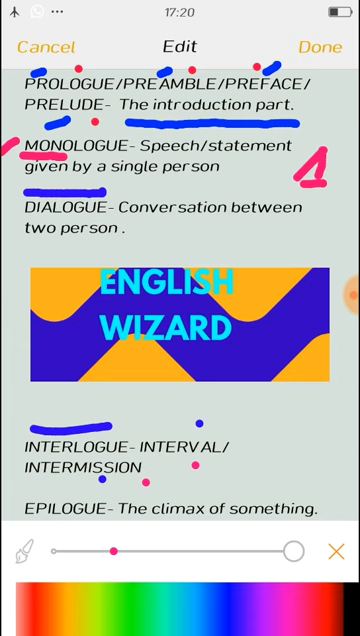 17:20
Cancel Edit Done
PROLOGUE/PREAMBLE/PREFACE/
PRELUDE- The introduction part.
MONOLOGUE- Speech/statement
given by a single person
1
DIALOGUE- Conversation between
two person .
ENGLISH
WIZARD
INTERLOGUE- INTERVAL/
INTERMISSION
EPILOGUE- The climax of something.